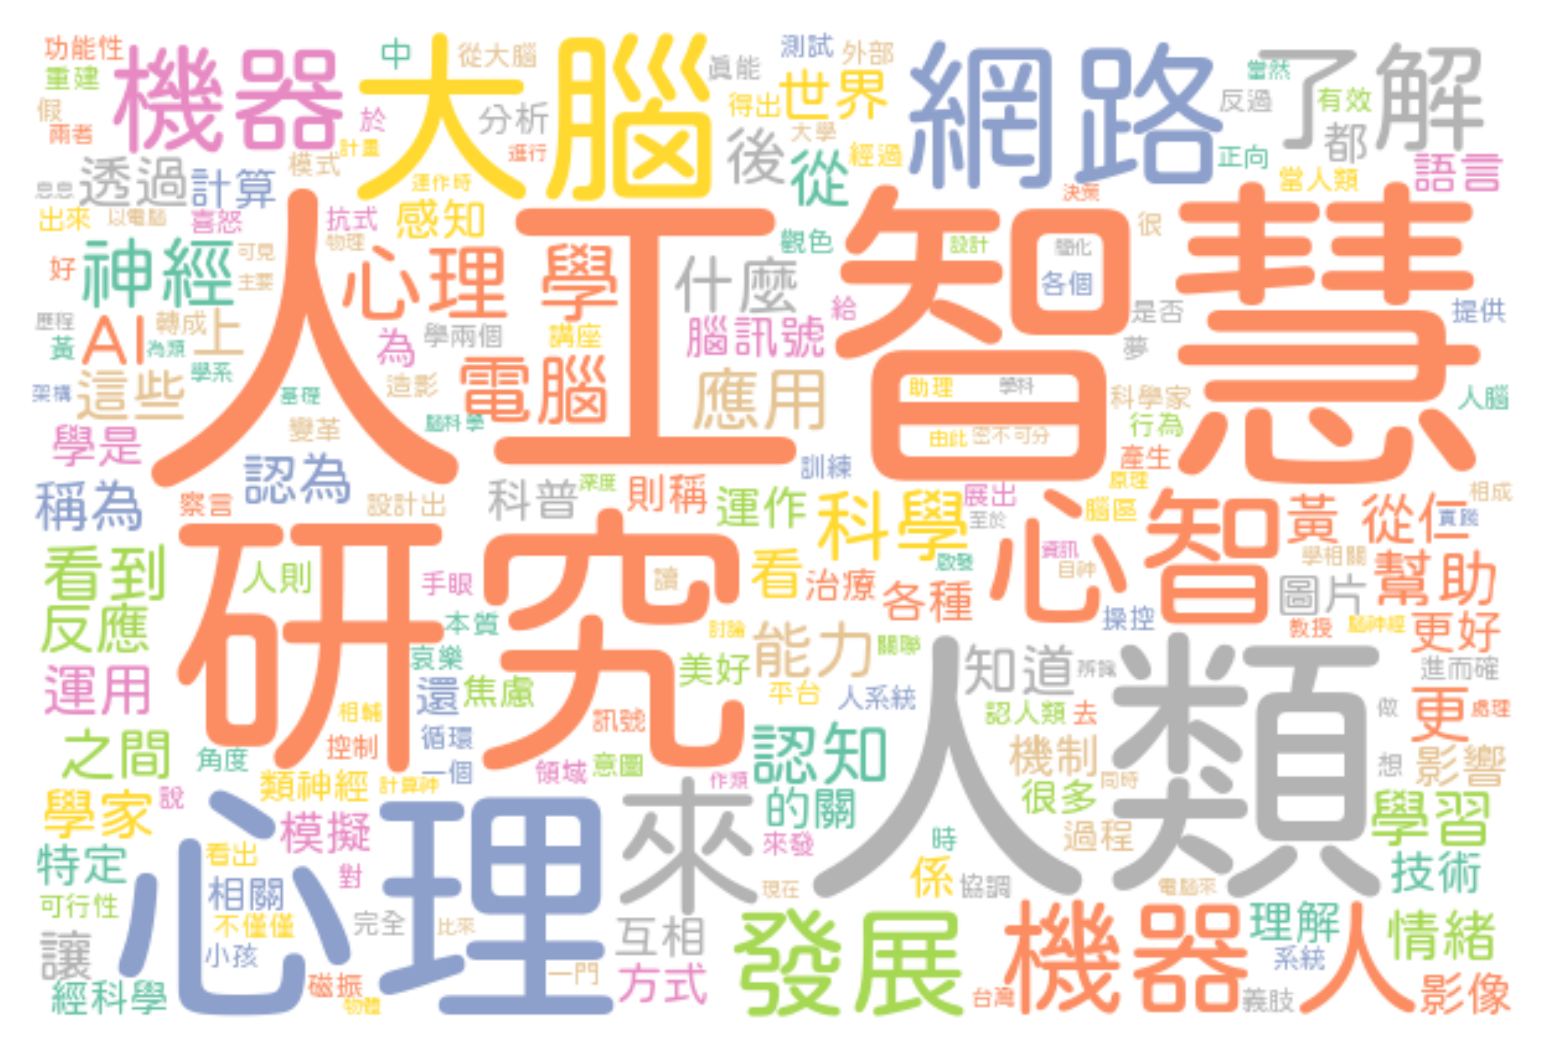 功能性
機器
中
從大腦
大腦
測試
外部
網路
當然
了解
重建
真能
世界
反過
有效
假
於
分析
得出
大學
都
兩者
計畫
進行
後
從
經過
正向
語言
忽忽
透過
計算
模式
運作時
決策
當人類
出來
以電腦
喜怒
抗式
感知
人工智慧
觀色
設計
簡化
很
神經
可見
物理
心理
學
什麼
各個
好
主要
提供
歷程
AI
轉成
上
學兩個
講座
腦訊號
給
是否
黃
為類
為
夢
學系
架構
這些
基礎
造影
電腦
應用
助理
學科
科學家
人腦
變革
腦科學
行為
學是
由此
密不可分
認為
訓練
產生
稱為
察言
設計出
科普
深度
則稱
運作
科學
展出
原理
相成
心智
腦區
黃
從仁
實驗
至於
看到
研究
人則
手眼
讀
看
治療
各種
啟發
資訊
目神
學相關
幫助
圖片
反應
本質
討論
能力
關聯
操控
教授
腦神經
更好
哀樂
人類
知道
辨識
進而確
運用
還
焦慮
美好
平台
人系統
相輔
訊號
認人類
去
做
更
處理
之間
控制
循環
認知
機制
角度
一個
領域
意圖
想
影響
類神經
計算神
作類
同時
學家
說
很多
心理
來
的關
學習
模擬
時
過程
特定
看出
來發
對
現在
係
協調
電腦來
技術
相關
可行性
不僅僅
完全
比來
互相
發展
機器人
理解
情緒
讓
小孩
一門
系統
方式
經科學
磁振
物體
台灣
義肢
影像